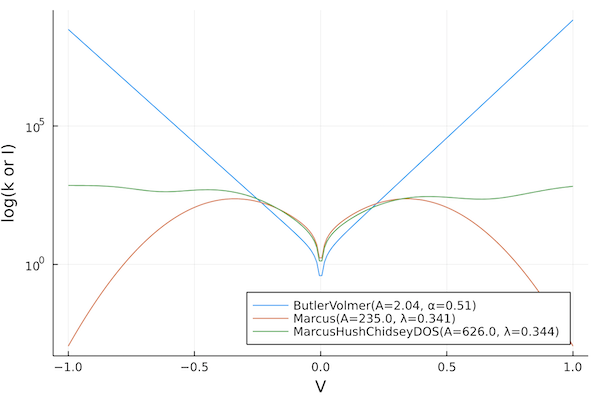 log(k or I)
10^5
10^0
ButlerVolmer(A=2.04, α=0.51)
Marcus(A=235.0, λ=0.341)
MarcusHushChidseyDOS(A=626.0, λ=0.344)
−1.0 −0.5 0.0 0.5 1.0
V